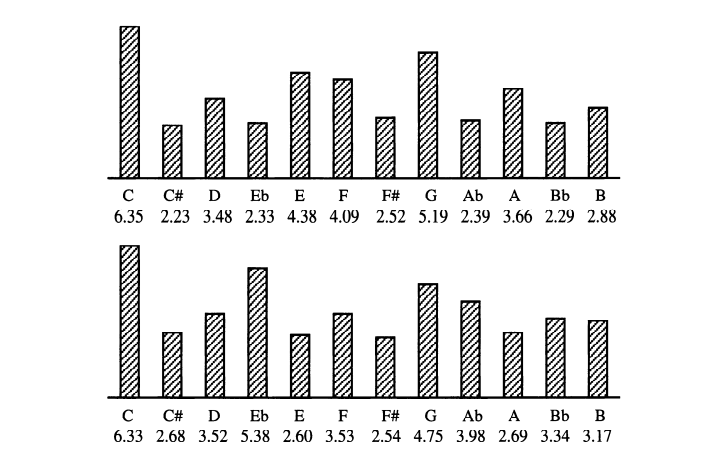 C C# D Eb E F F# G Ab A Bb B
6.35 2.23 3.48 2.33 4.38 4.09 2.52 5.19 2.39 3.66 2.29 2.88
C C# D Eb E F F# G Ab A Bb B
6.33 2.68 3.52 5.38 2.60 3.53 2.54 4.75 3.98 2.69 3.34 3.17